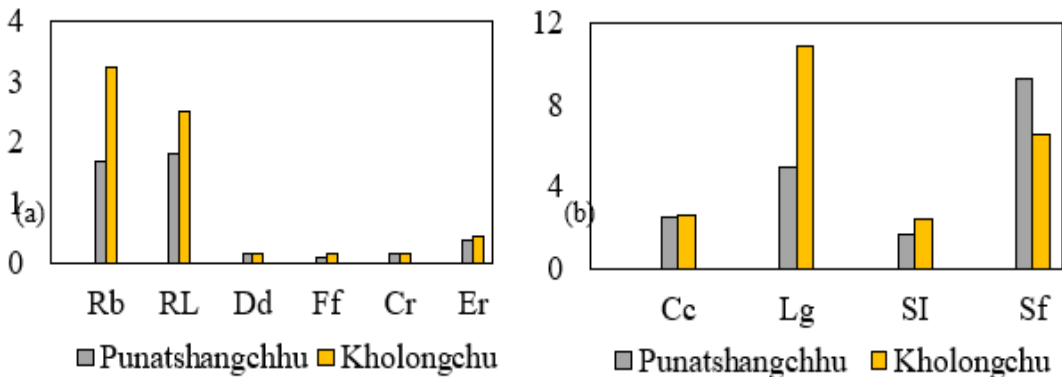 4
3
2
1
0
(a)
Rb RL Dd Ff Cr Er
Punatshangchhu Kholongchu
12
8
4
0
(b)
Cc Lg SI Sf
Punatshangchhu Kholongchu